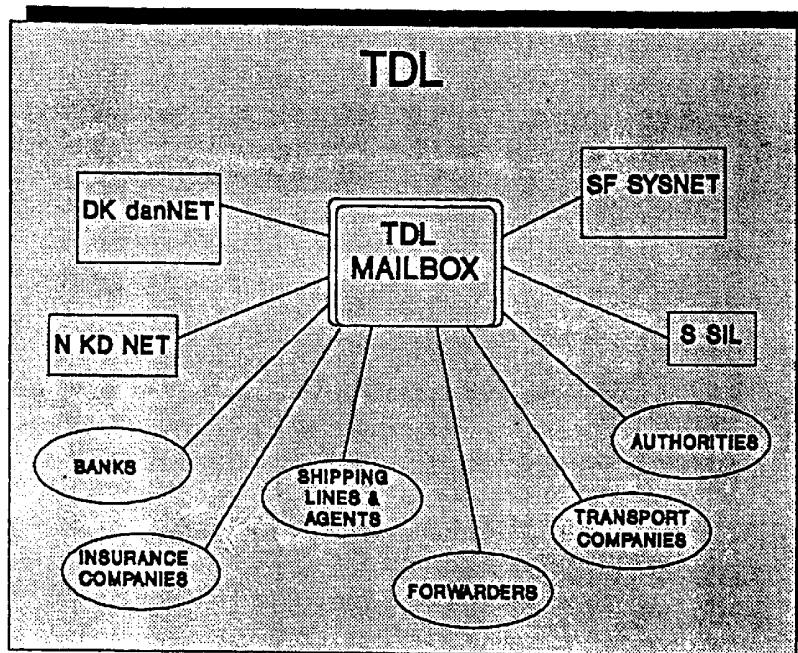 TDL
DK danNET
SF SYSNET
TDL
MAILBOX
N KD NET
S SIL
BANKS
AUTHORITIES
SHIPPING
LINES &
AGENTS
TRANSPORT
COMPANIES
INSURANCE
COMPANIES
FORWARDERS